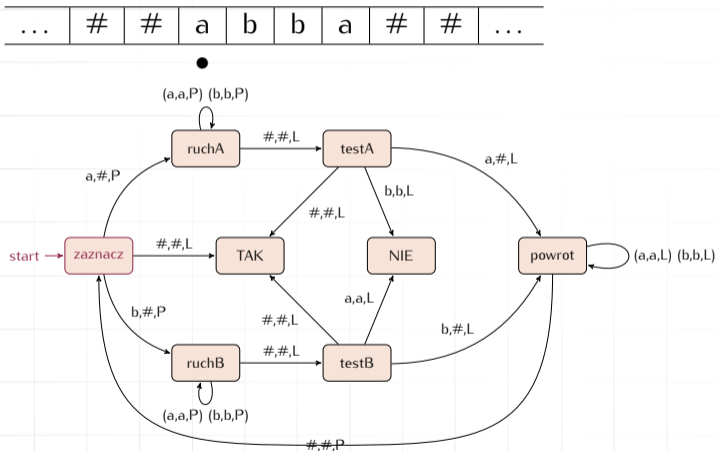 ... # # a b b a # # ...
(a,a,P) (b,b,P)
ruchA
#,#,L
testA
a,#,P
a,#,L
b,b,L
#,#,L
start
zaznacz
#,#,L
TAK
NIE
powrot
(a,a,L) (b,b,L)
b,#,P
a,a,L
#,#,L
b,#,L
ruchB
#,#,L
testB
(a,a,P) (b,b,P)
#,#,P